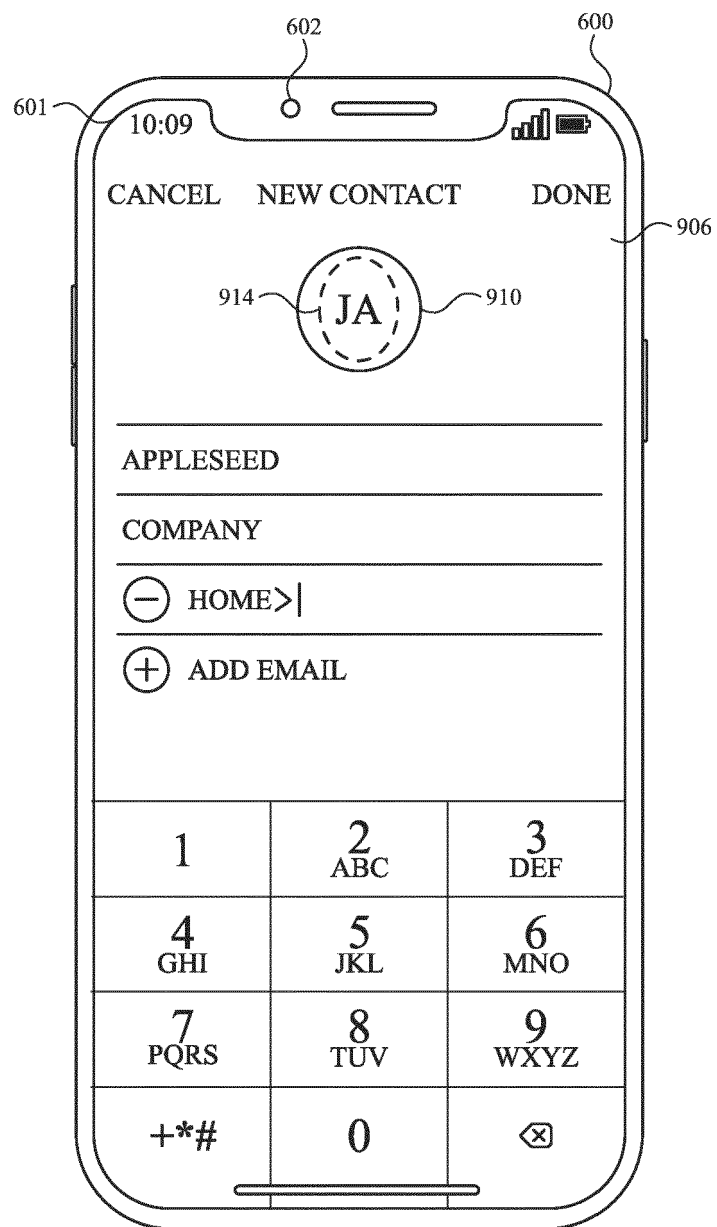 602
600
601
10:09
CANCEL NEW CONTACT DONE
906
914 JA 910
APPLESEED
COMPANY
HOME>
ADD EMAIL
1 2 3
ABC DEF
4 5 6
GHI JKL MNO
7 8 9
PQRS TUV WXYZ
+*# 0